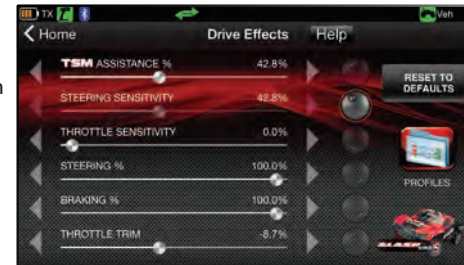 TX Veh
Home Drive Effects Help
TSM ASSISTANCE % 42.8%
STEERING SENSITIVITY 42.8%
RESET TO
DEFAULTS
THROTTLE SENSITIVITY 0.0%
STEERING % 100.0%
PROFILES
BRAKING % 100.0%
THROTTLE TRIM -8.7%
SLASH